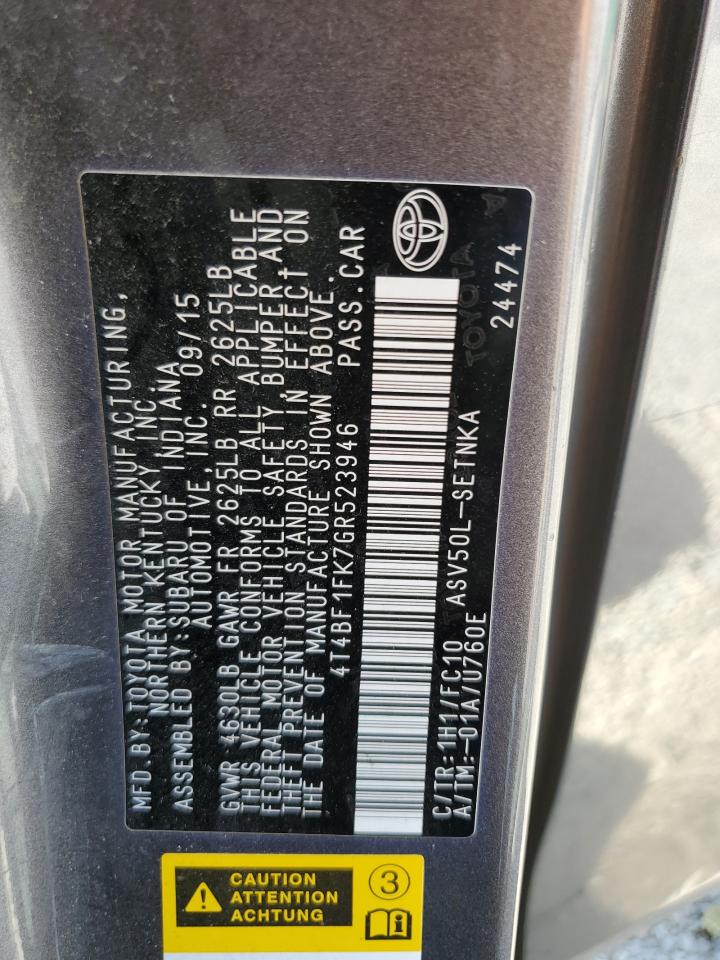 MFD.BY:TOYOTA MOTOR MANUFACTURING,
NORTHERN KENTUCKY INC.
ASSEMBLED BY:SUBARU OF INDIANA
AUTOMOTIVE, INC. 09/15
GVWR 4630LB GAWR FR 2625LB RR 2625LB
THIS VEHICLE CONFORMS TO ALL APPLICABLE
FEDERAL MOTOR VEHICLE SAFETY, BUMPER, AND
THEFT PREVENTION STANDARDS IN EFFECT ON
THE DATE OF MANUFACTURE SHOWN ABOVE.
4T4BF1FK7GR523946 PASS.CAR
TOYOTA
C/TR:1H1/FC10 ASV50L-SETNKA
A/TM:-01A/U760E 24474
CAUTION
ATTENTION
ACHTUNG
3